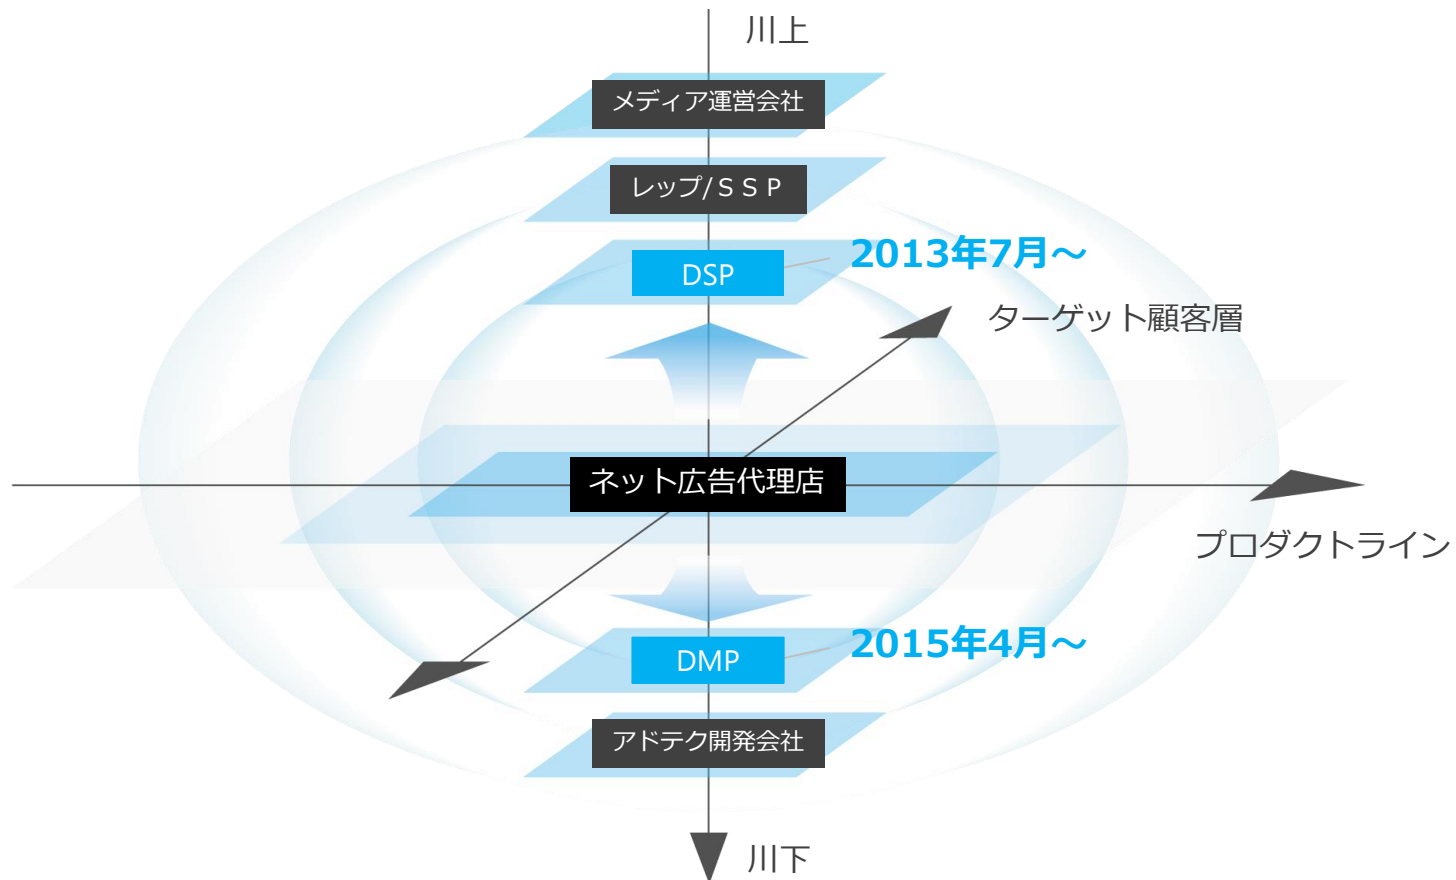 川上
メディア運営会社
レップ/ＳＳＰ
DSP
2013年7月～
ターゲット顧客層
ネット広告代理店
プロダクトライン
DMP
2015年4月～
アドテク開発会社
川下